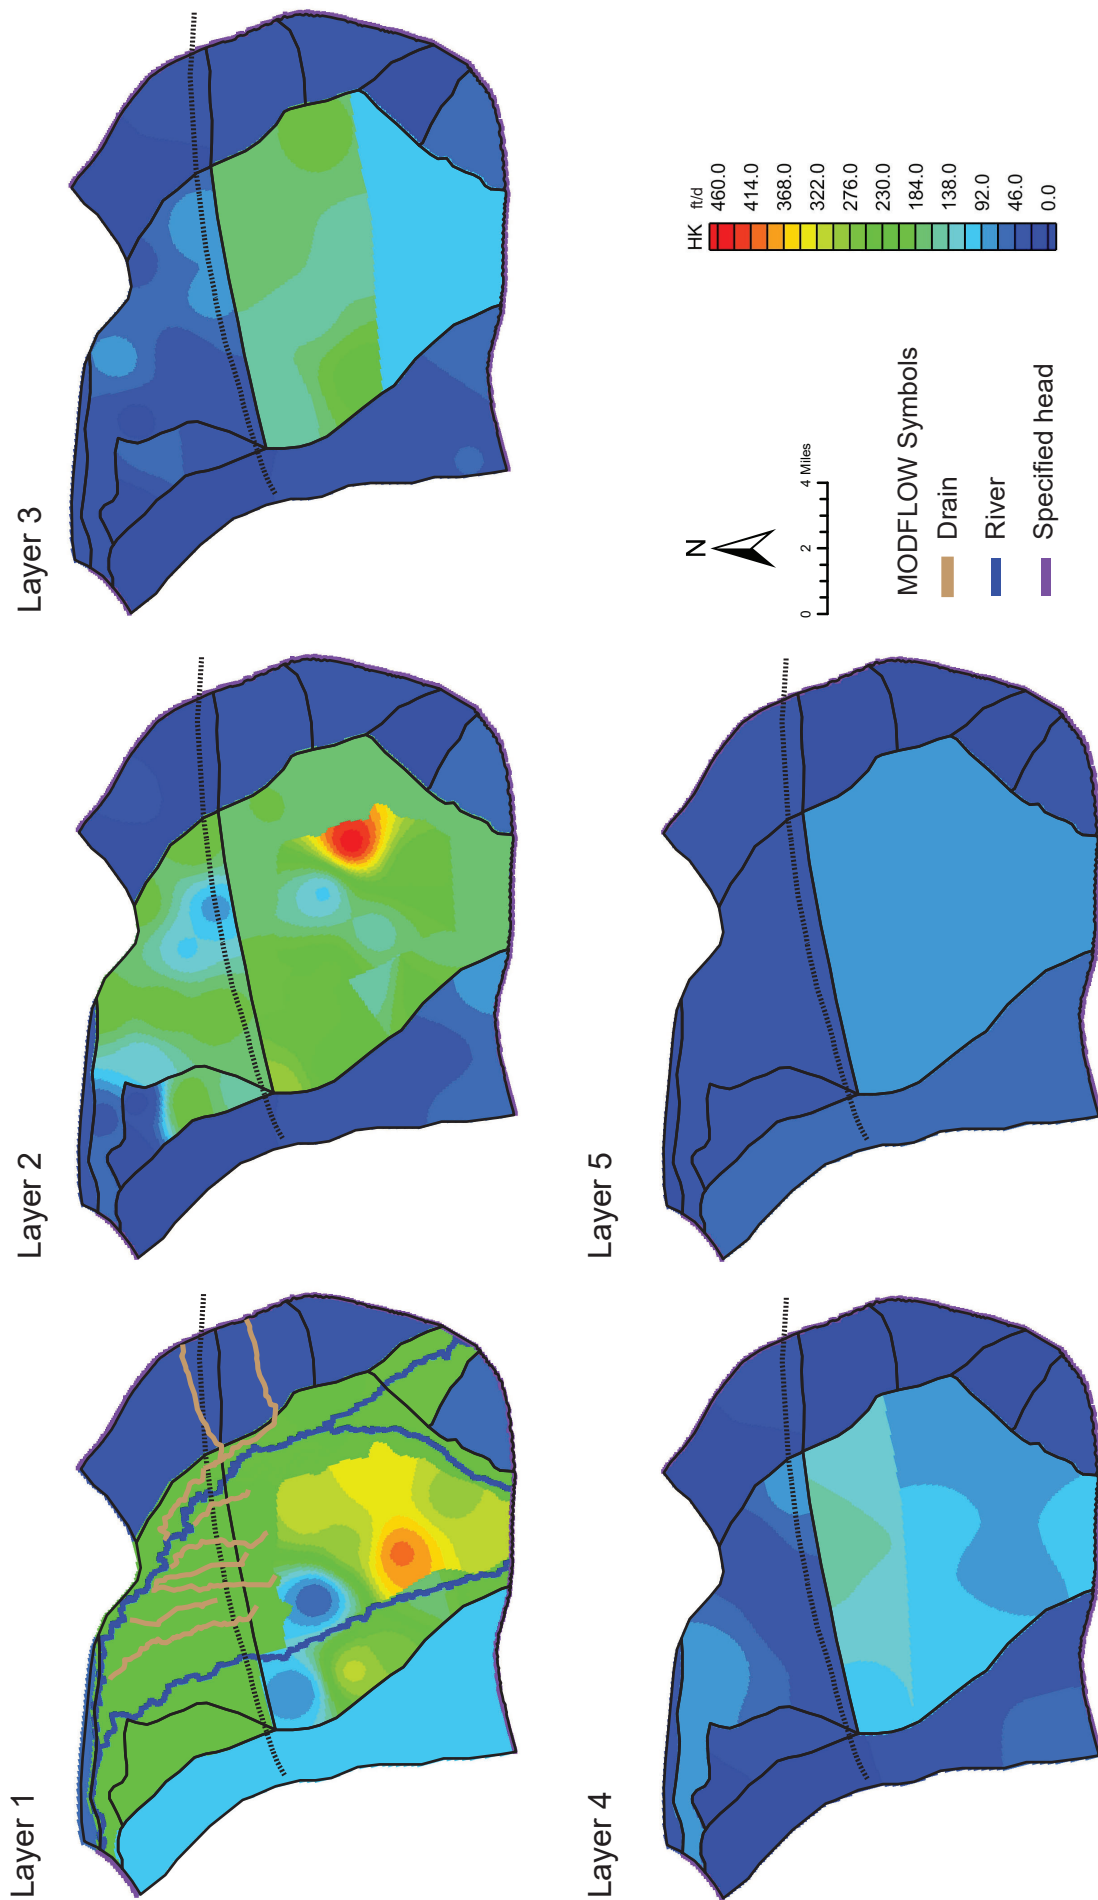 Layer 1
Layer 2
Layer 3
Layer 4
Layer 5
N
0 2 4 Miles
MODFLOW Symbols
Drain
River
Specified head
HK ft/d
460.0
414.0
368.0
322.0
276.0
230.0
184.0
138.0
92.0
46.0
0.0